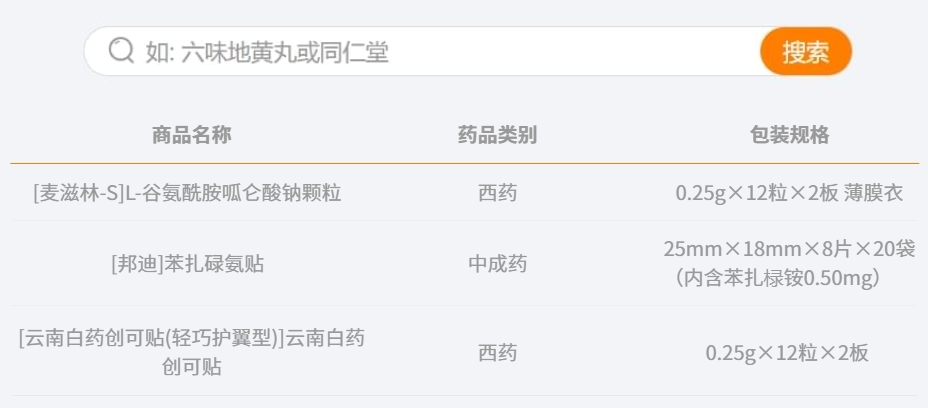 如: 六味地黄丸或同仁堂 搜索
商品名称 药品类别 包装规格
[麦滋林-S]L-谷氨酰胺呱仑酸钠颗粒 西药 0.25g×12粒×2板 薄膜衣
[邦迪]苯扎碌氨贴 中成药 25mm×18mm×8片×20袋
（内含苯扎椂铵0.50mg）
[云南白药创可贴(轻巧护翼型)]云南白药
创可贴 西药 0.25g×12粒×2板